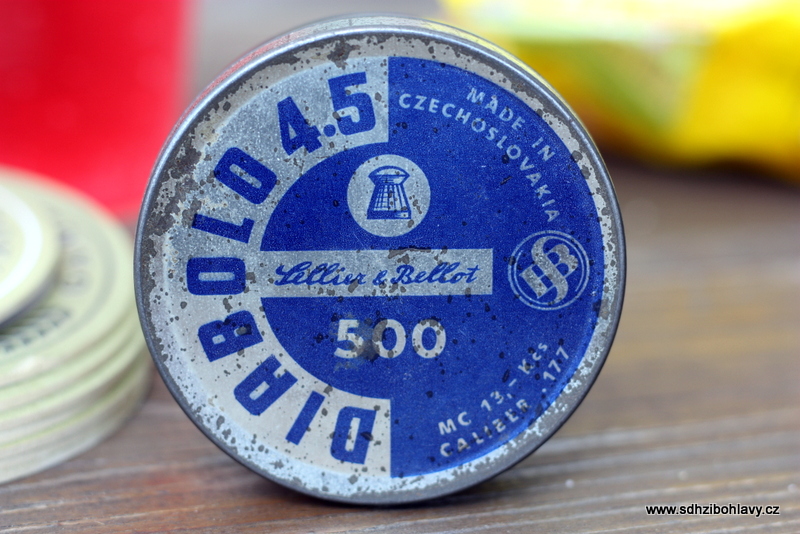 DIABOLO 4.5
MADE IN
CZECHOSLOVAKIA
Sellier & Bellot
SB
500
MC 13,- Kčs
CALIBER .177
www.sdhzibohlavy.cz